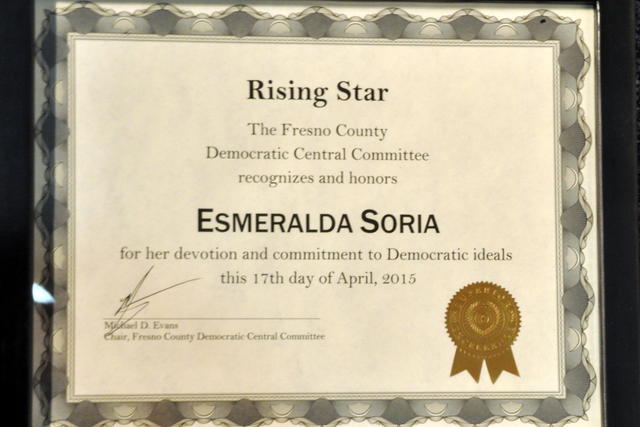 Rising Star
The Fresno County
Democratic Central Committee
recognizes and honors
ESMERALDA SORIA
for her devotion and commitment to Democratic ideals
this 17th day of April, 2015
Michael D. Evans
Chair, Fresno County Democratic Central Committee